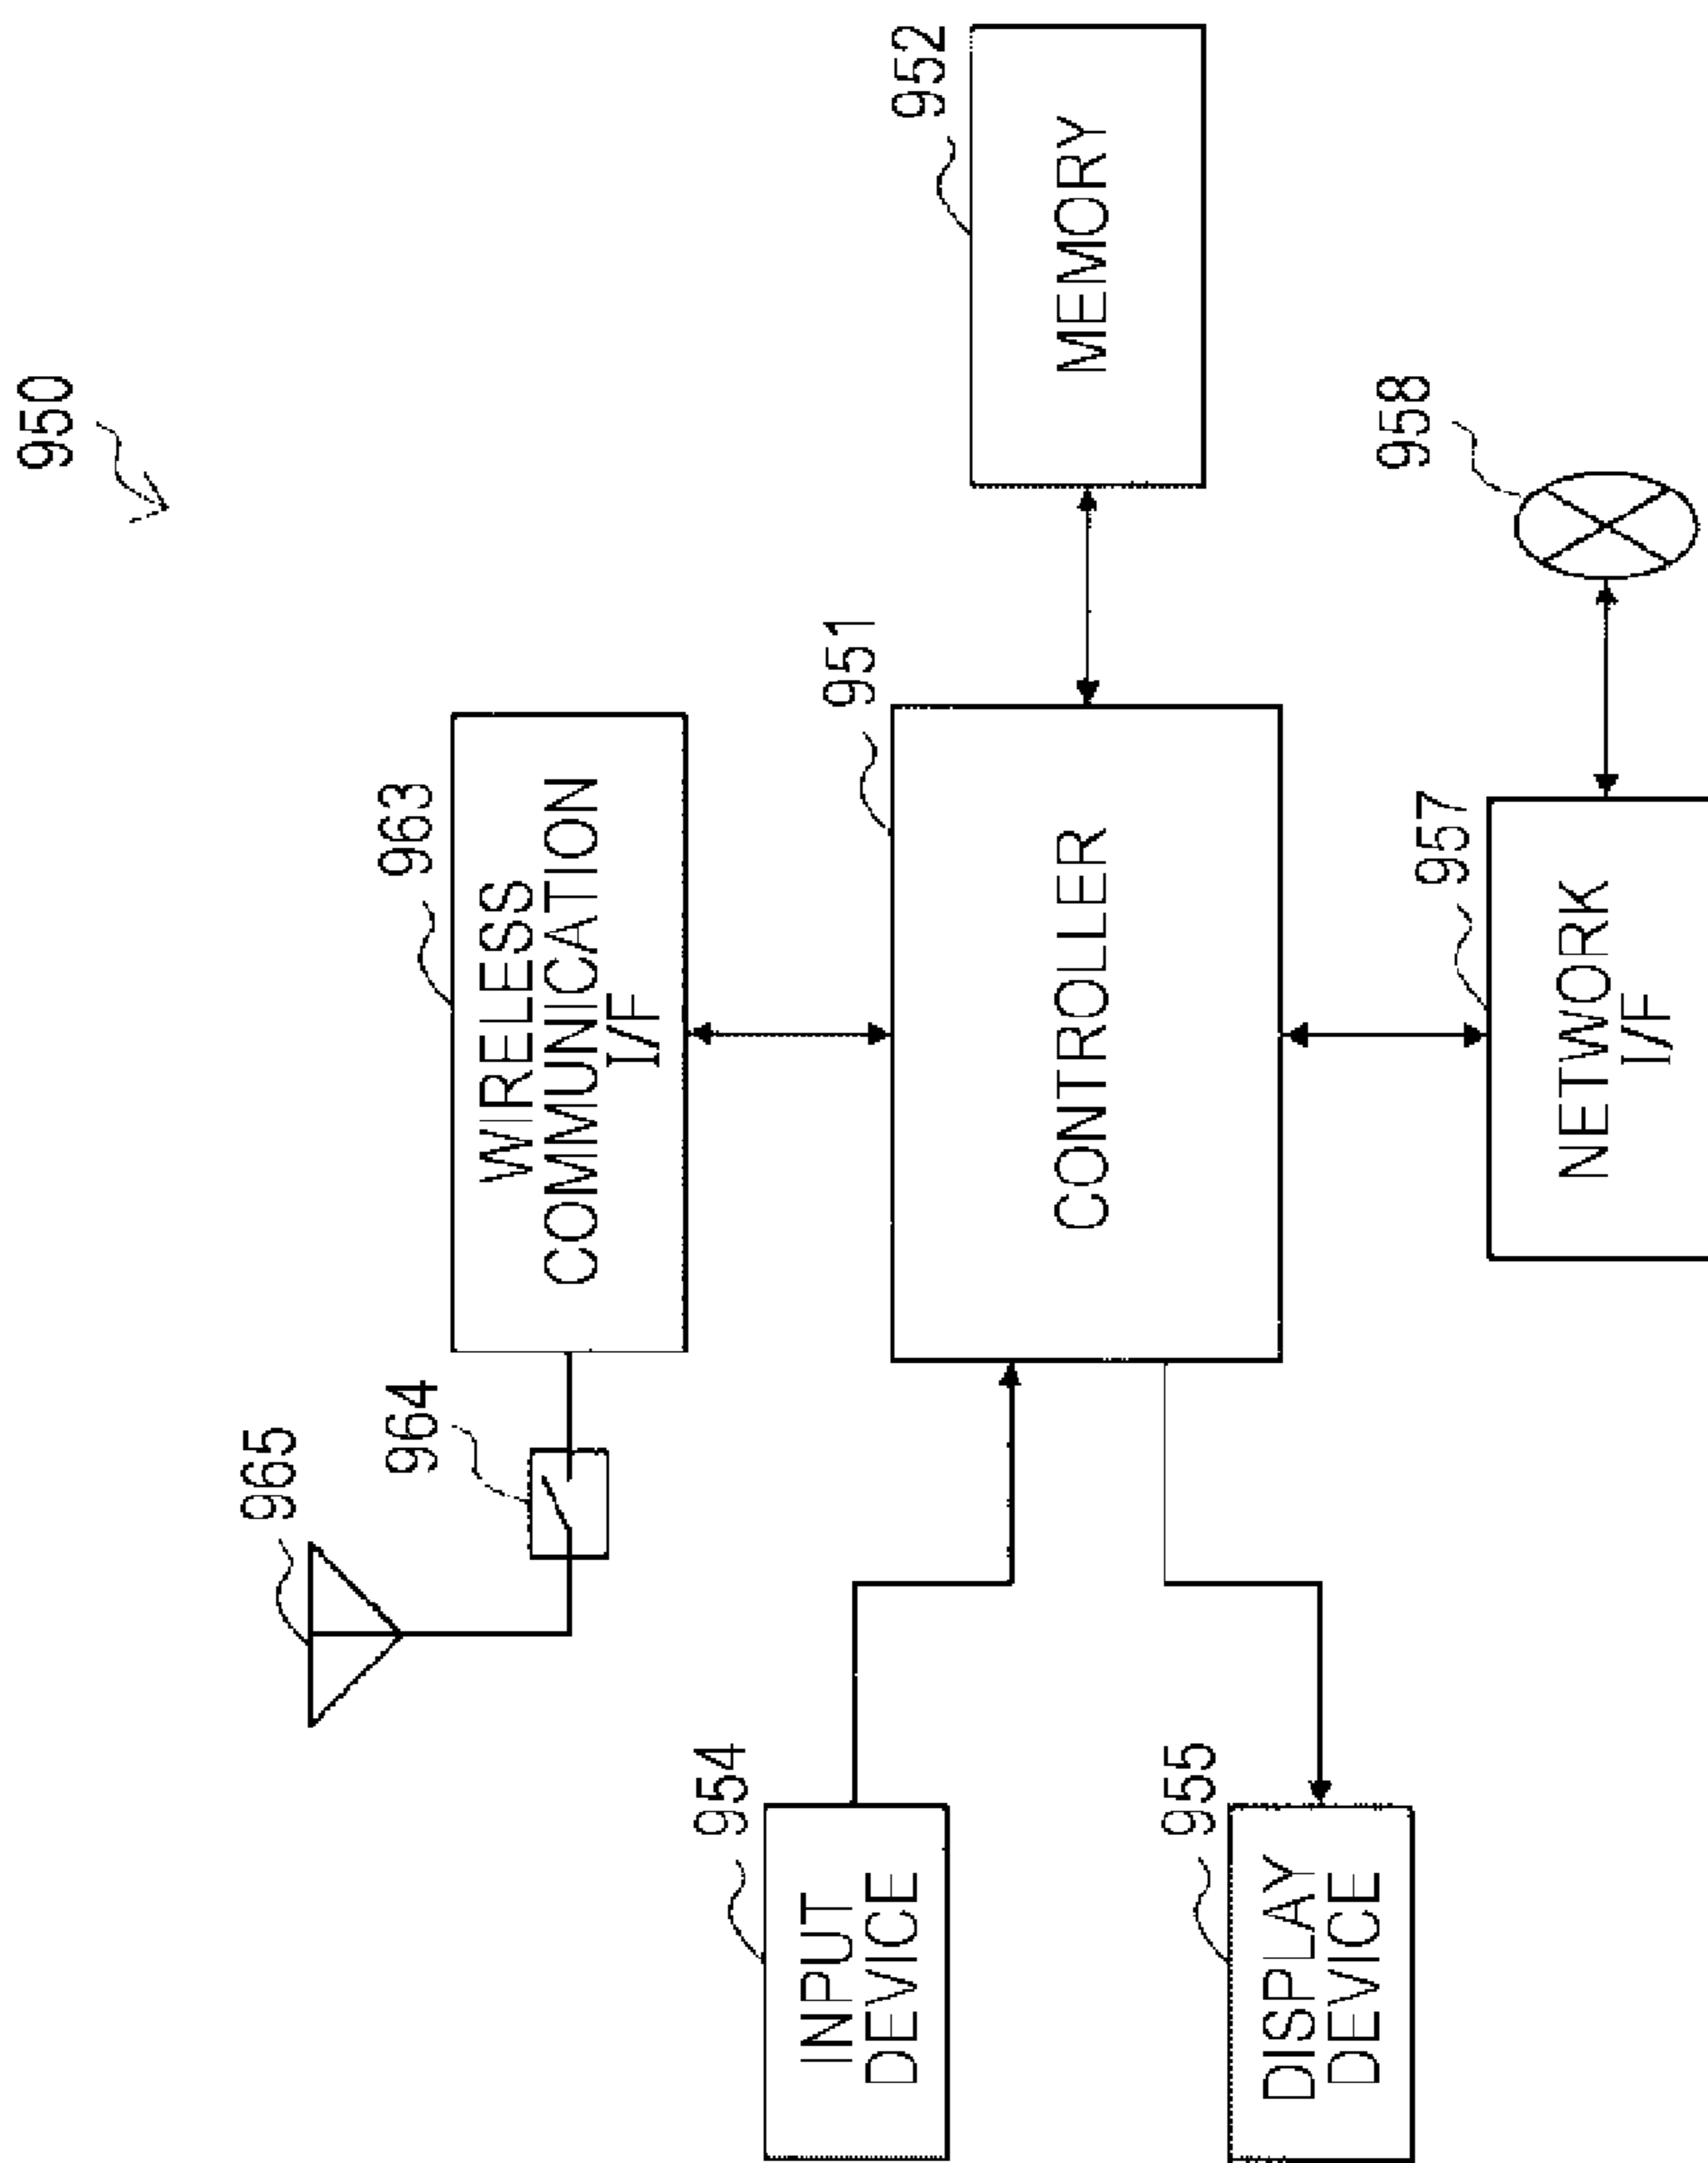 950
965
964
963
WIRELESS
COMMUNICATION
I/F
952
MEMORY
951
CONTROLLER
954
INPUT
DEVICE
955
DISPLAY
DEVICE
957
NETWORK
I/F
958